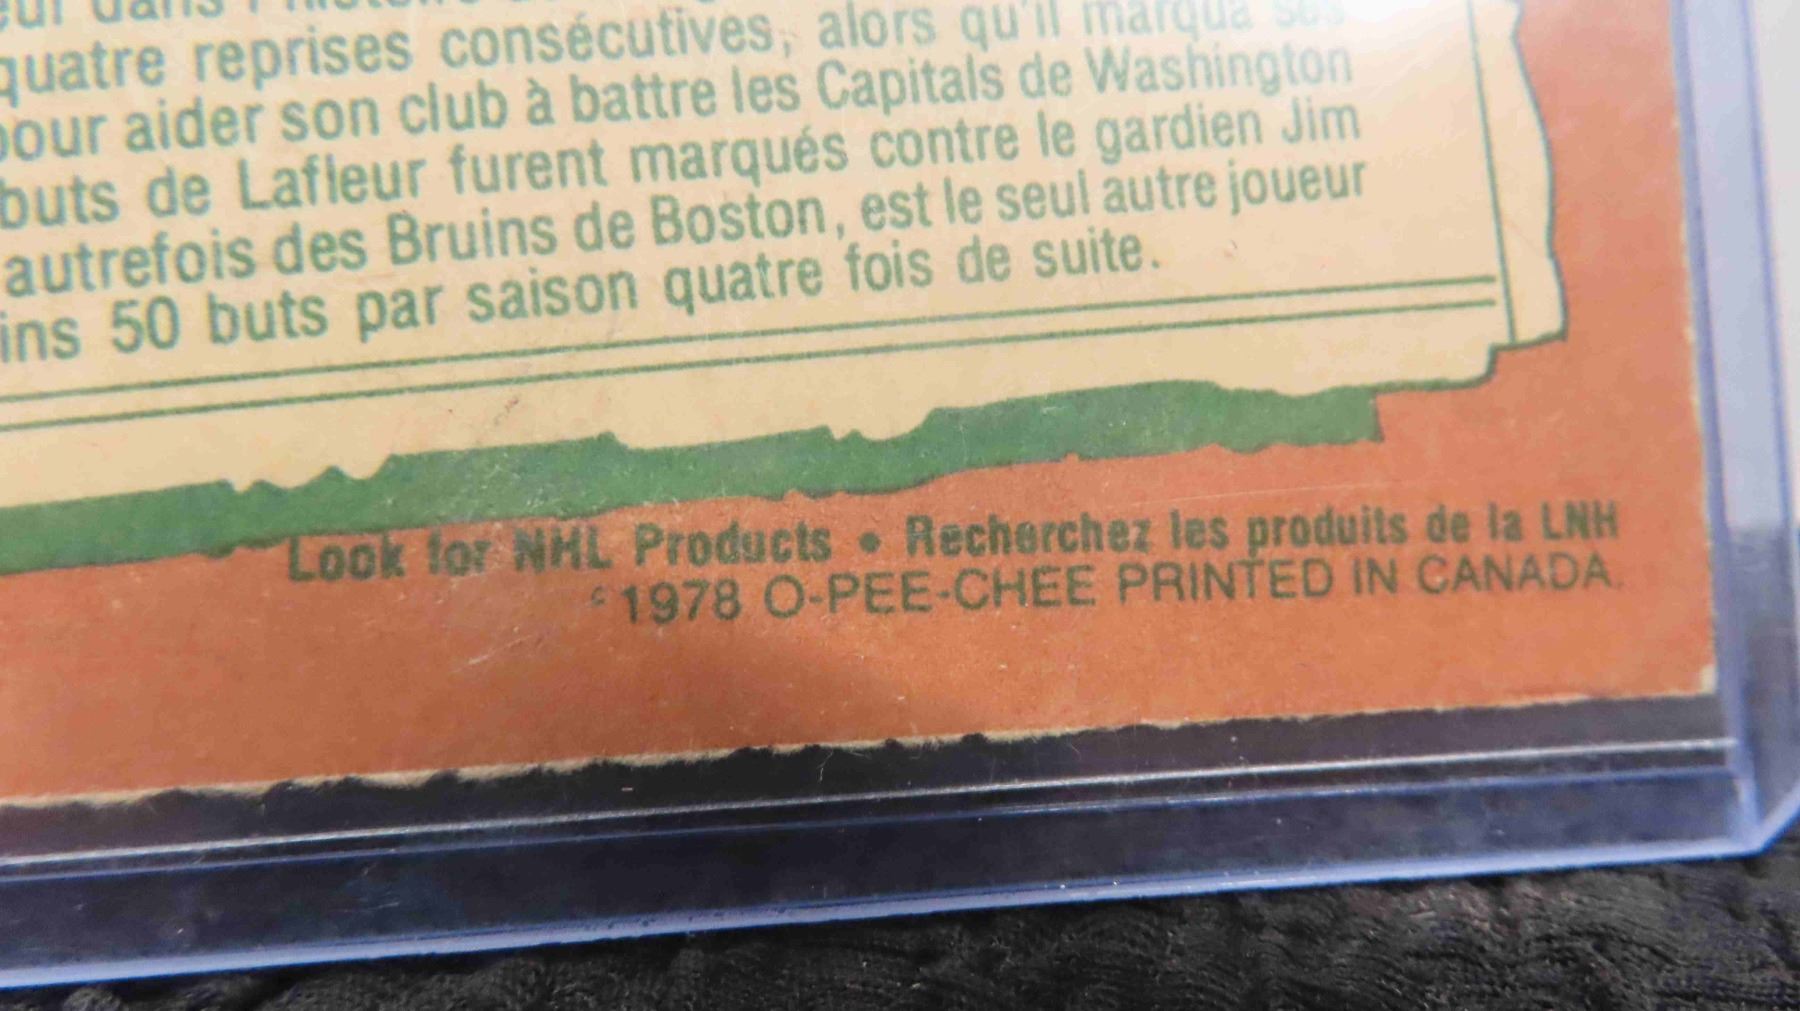 eur dans l'histoire
quatre reprises consécutives, alors qu'il marqua ses
pour aider son club à battre les Capitals de Washington
buts de Lafleur furent marqués contre le gardien Jim
autrefois des Bruins de Boston, est le seul autre joueur
ins 50 buts par saison quatre fois de suite.
Look for NHL Products • Recherchez les produits de la LNH
©1978 O-PEE-CHEE PRINTED IN CANADA.